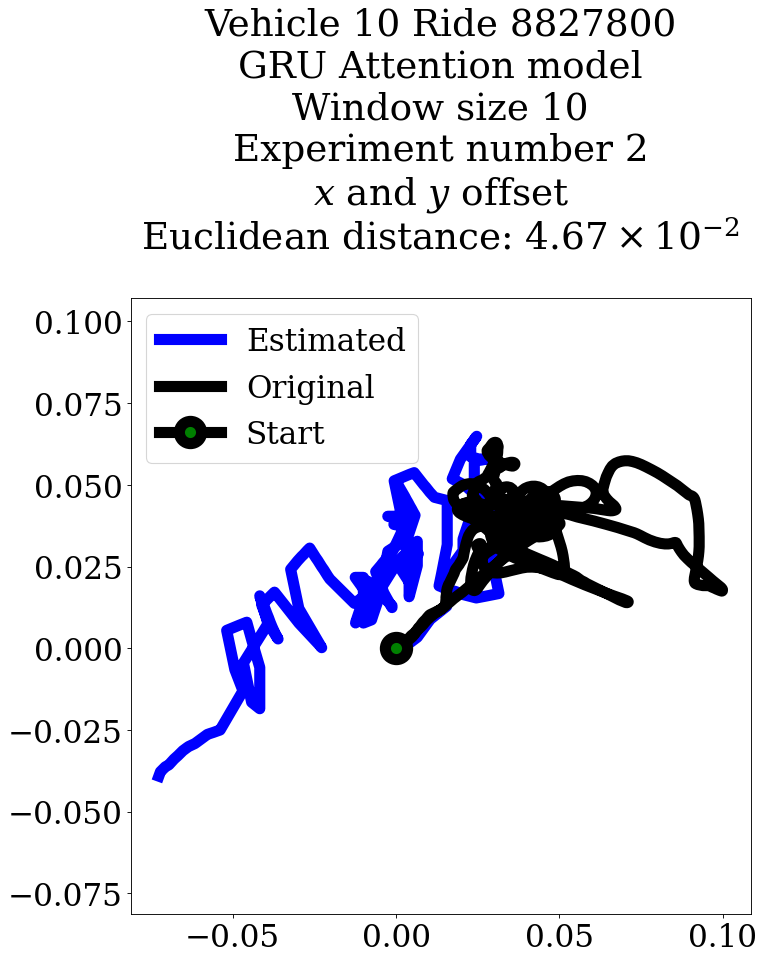 Vehicle 10 Ride 8827800
GRU Attention model
Window size 10
Experiment number 2
x and y offset
Euclidean distance: 4.67 × 10⁻²
Estimated
Original
Start
0.100
0.075
0.050
0.025
0.000
−0.025
−0.050
−0.075
−0.05
0.00
0.05
0.10